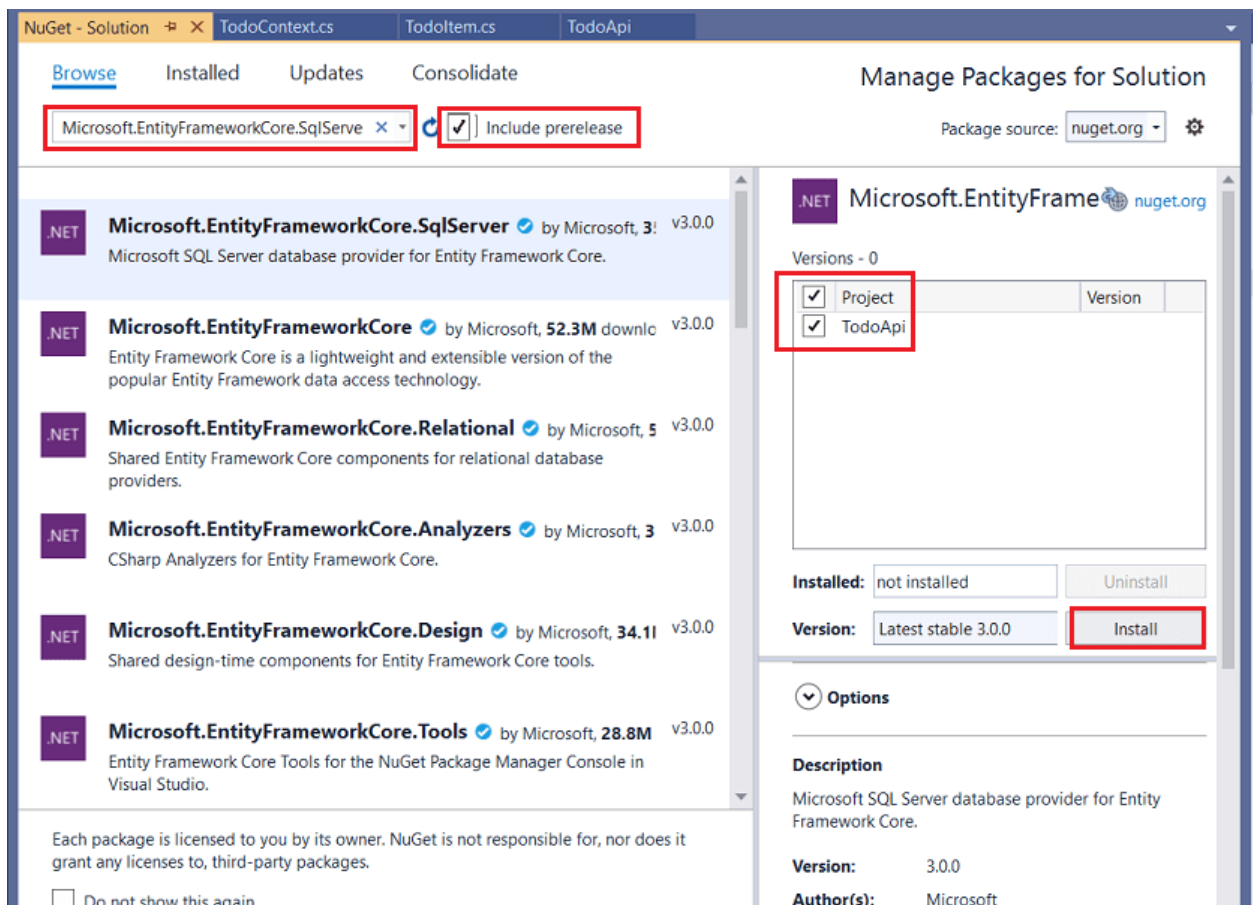 NuGet - Solution TodoContext.cs TodoItem.cs TodoApi
Browse Installed Updates Consolidate
Manage Packages for Solution
Microsoft.EntityFrameworkCore.SqlServe
Include prerelease
Package source: nuget.org
.NET
Microsoft.EntityFrameworkCore.SqlServer by Microsoft, v3.0.0
Microsoft SQL Server database provider for Entity Framework Core.
.NET
Microsoft.EntityFrameworkCore by Microsoft, 52.3M downlo v3.0.0
Entity Framework Core is a lightweight and extensible version of the
popular Entity Framework data access technology.
.NET
Microsoft.EntityFrameworkCore.Relational by Microsoft, 5 v3.0.0
Shared Entity Framework Core components for relational database
providers.
.NET
Microsoft.EntityFrameworkCore.Analyzers by Microsoft, 3 v3.0.0
CSharp Analyzers for Entity Framework Core.
.NET
Microsoft.EntityFrameworkCore.Design by Microsoft, v3.0.0
Shared design-time components for Entity Framework Core tools.
.NET
Microsoft.EntityFrameworkCore.Tools by Microsoft, 28.8M v3.0.0
Entity Framework Core Tools for the NuGet Package Manager Console in
Visual Studio.
Each package is licensed to you by its owner. NuGet is not responsible for, nor does it
grant any licenses to, third-party packages.
Do not show this again
.NET
Microsoft.EntityFrame nuget.org
Versions - 0
Project Version
TodoApi
Installed: not installed Uninstall
Version: Latest stable 3.0.0 Install
Options
Description
Microsoft SQL Server database provider for Entity
Framework Core.
Version: 3.0.0
Author(s): Microsoft